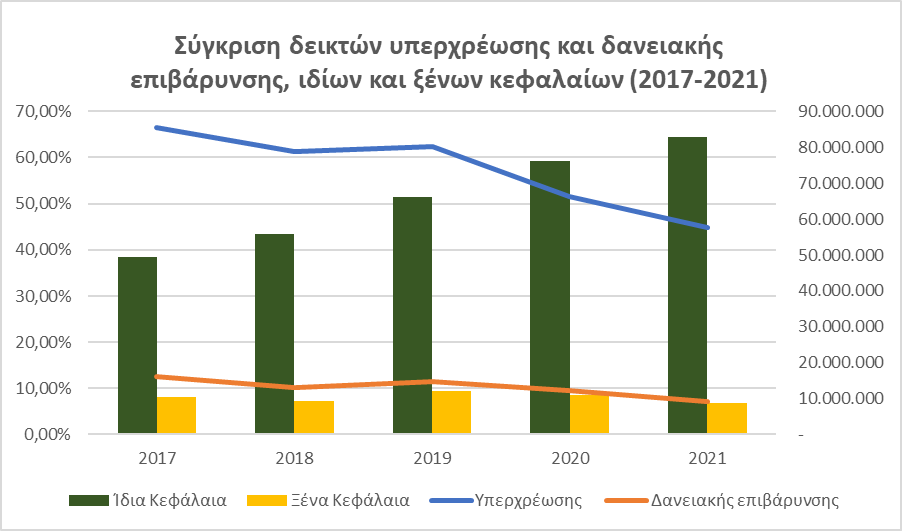 Σύγκριση δεικτών υπερχρέωσης και δανειακής
επιβάρυνσης, ιδίων και ξένων κεφαλαίων (2017-2021)
70,00% 90.000.000
60,00% 80.000.000
50,00% 70.000.000
40,00% 60.000.000
30,00% 50.000.000
20,00% 40.000.000
10,00% 30.000.000
0,00% 20.000.000
10.000.000
-
2017 2018 2019 2020 2021
Ίδια Κεφάλαια Ξένα Κεφάλαια Υπερχρέωσης Δανειακής επιβάρυνσης